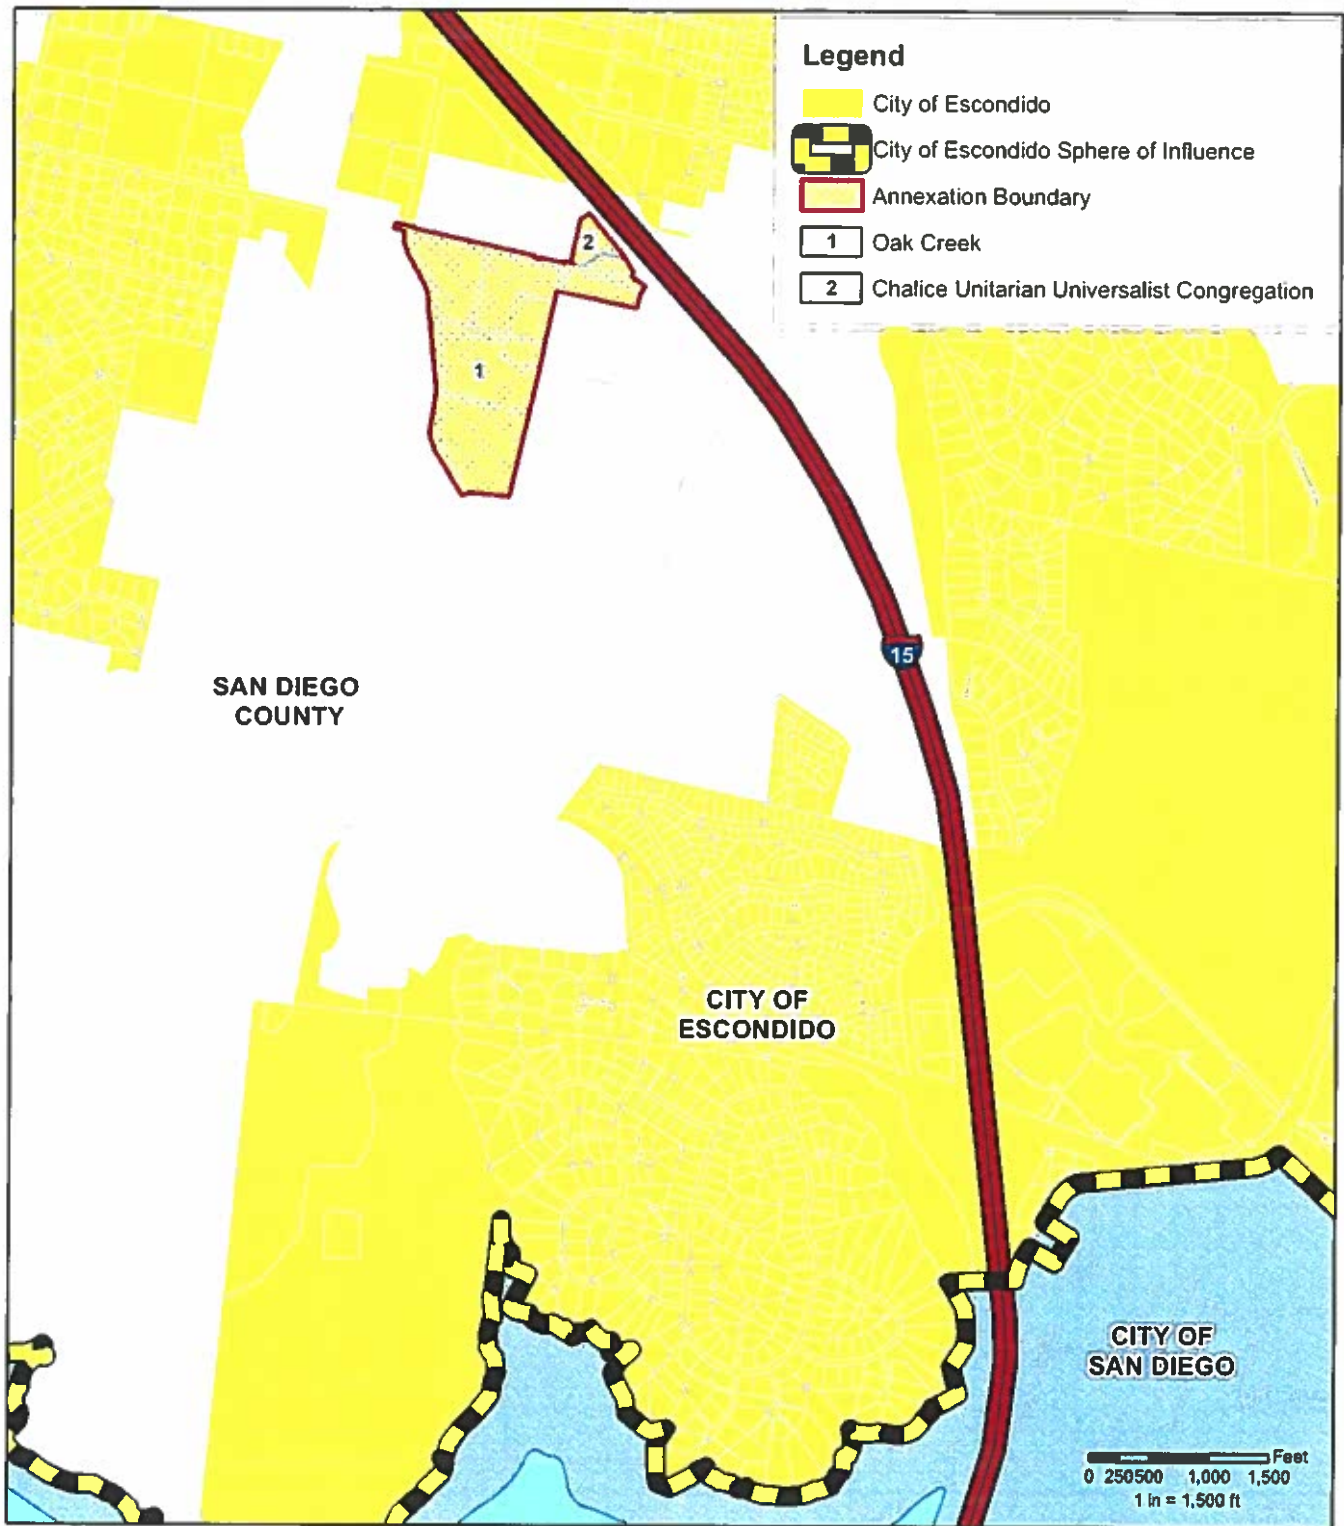 Legend
City of Escondido
City of Escondido Sphere of Influence
Annexation Boundary
1 Oak Creek
2 Chalice Unitarian Universalist Congregation
2
1
15
SAN DIEGO
COUNTY
CITY OF
ESCONDIDO
CITY OF
SAN DIEGO
Feet
0 250500 1,000 1,500
1 in = 1,500 ft